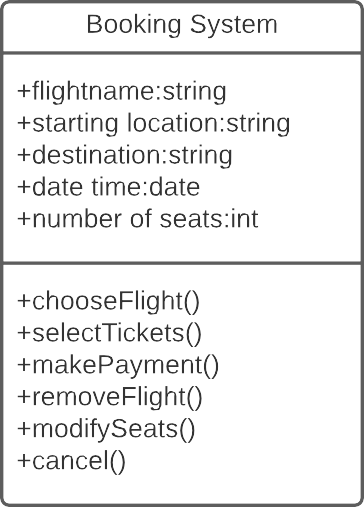 Booking System
+flightname:string
+starting location:string
+destination:string
+date time:date
+number of seats:int
+chooseFlight()
+selectTickets()
+makePayment()
+removeFlight()
+modifySeats()
+cancel()